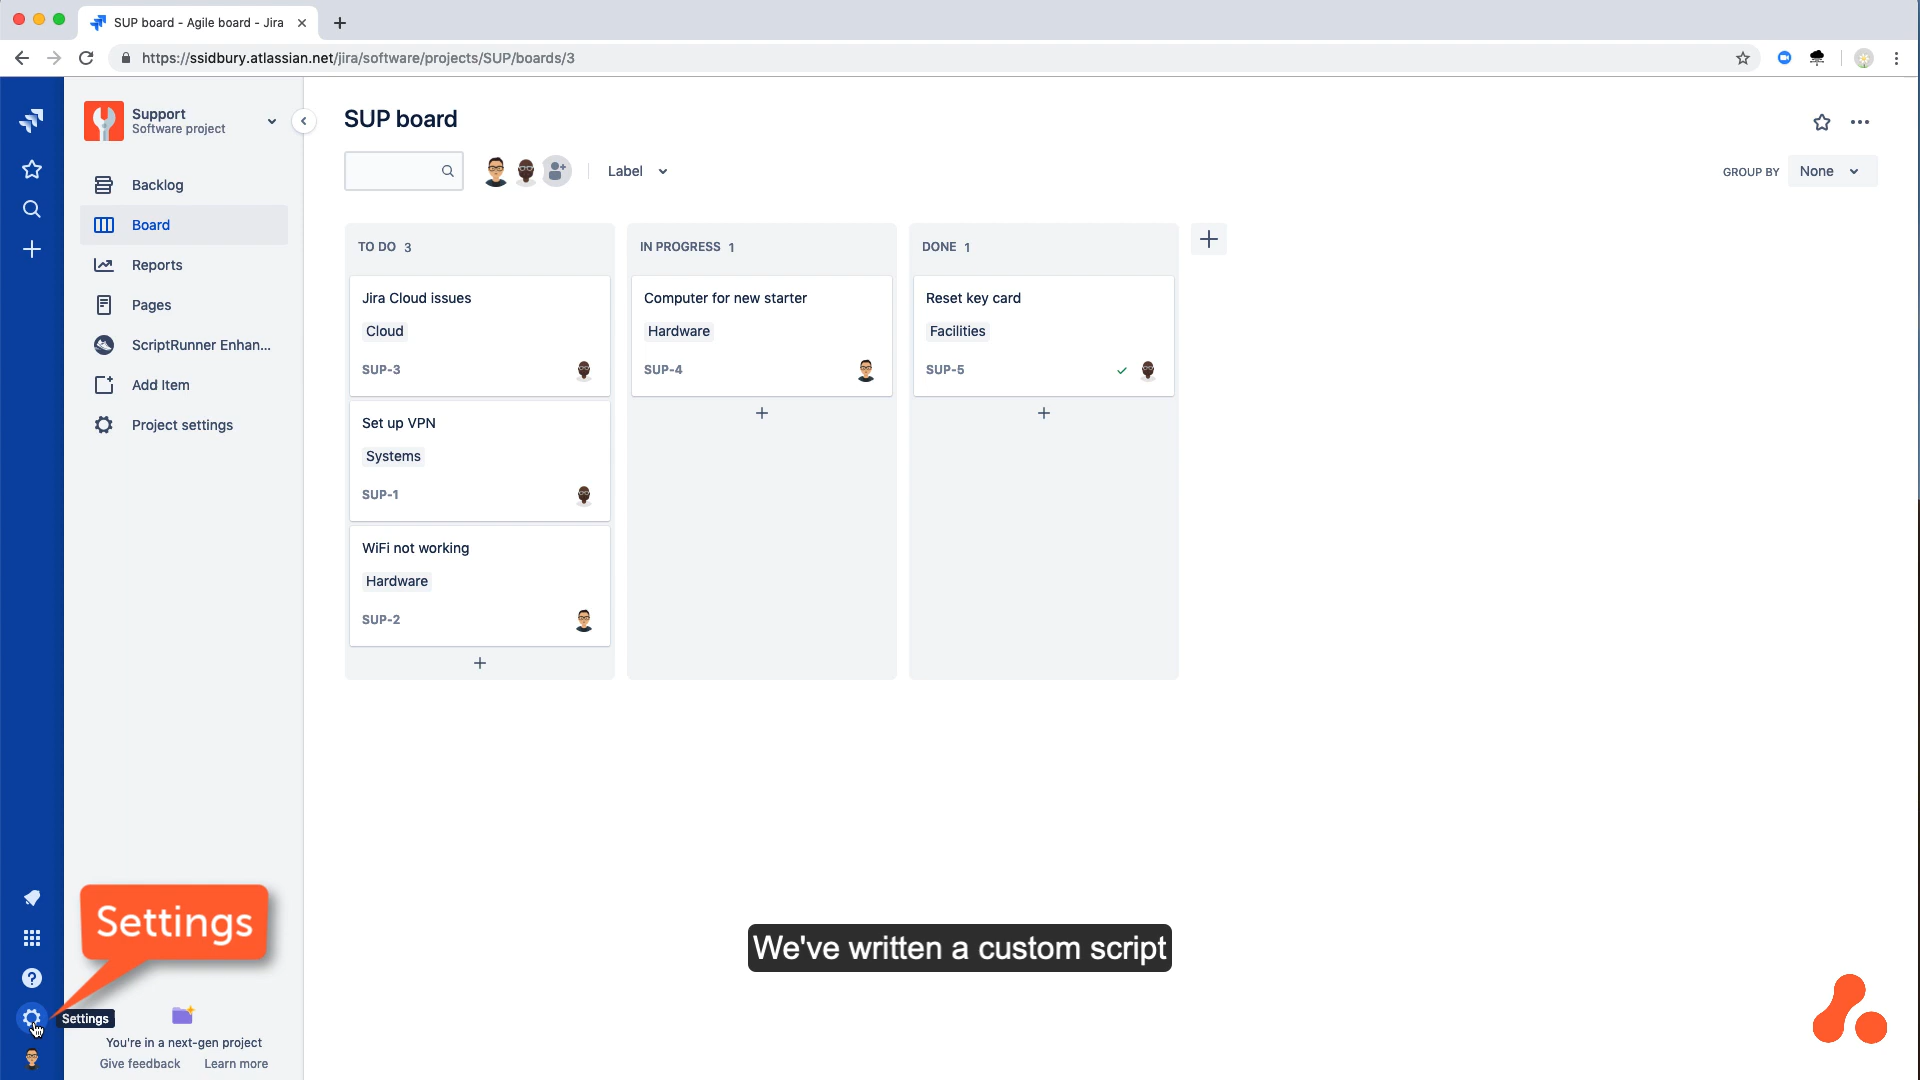 SUP board - Agile board - Jira
https://ssidbury.atlassian.net/jira/software/projects/SUP/boards/3
Support
Software project
Backlog
Board
Reports
Pages
ScriptRunner Enhan...
Add Item
Project settings
SUP board
Label
GROUP BY
None
TO DO 3
Jira Cloud issues
Cloud
SUP-3
Set up VPN
Systems
SUP-1
WiFi not working
Hardware
SUP-2
IN PROGRESS 1
Computer for new starter
Hardware
SUP-4
DONE 1
Reset key card
Facilities
SUP-5
Settings
Settings
You're in a next-gen project
Give feedback Learn more
We've written a custom script